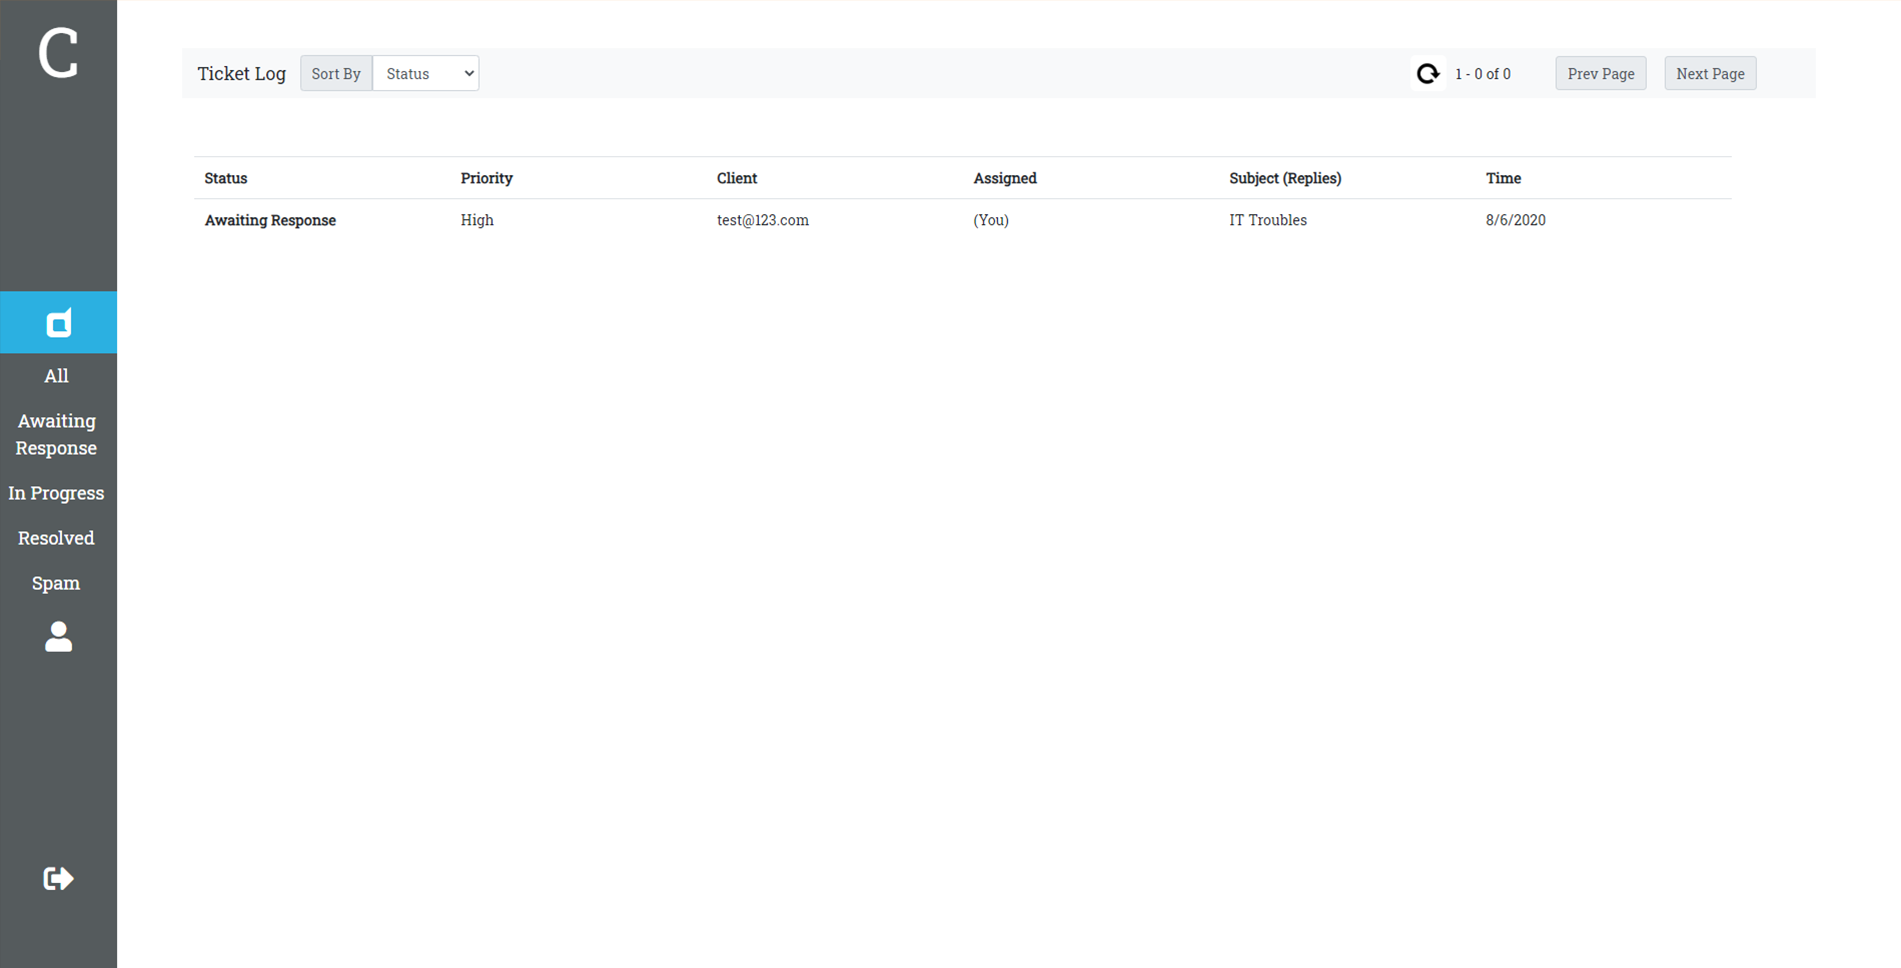 C
Ticket Log Sort By Status 1 - 0 of 0 Prev Page Next Page
Status Priority Client Assigned Subject (Replies) Time
Awaiting Response High test@123.com (You) IT Troubles 8/6/2020
All
Awaiting
Response
In Progress
Resolved
Spam